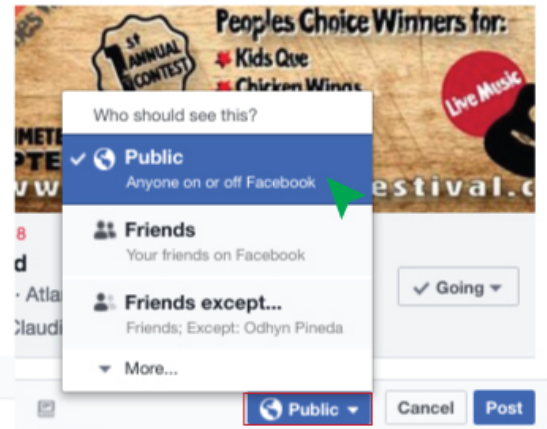 Peoples Choice Winners for:
1st ANNUAL CONTEST
Kids Que
Chicken Wings
Live Music
Who should see this?
Public
Anyone on or off Facebook
estival.c
8
Friends
Your friends on Facebook
d
· Atla
Going
Friends except...
Friends; Except: Odhyn Pineda
Claudi
More...
Public
Cancel
Post